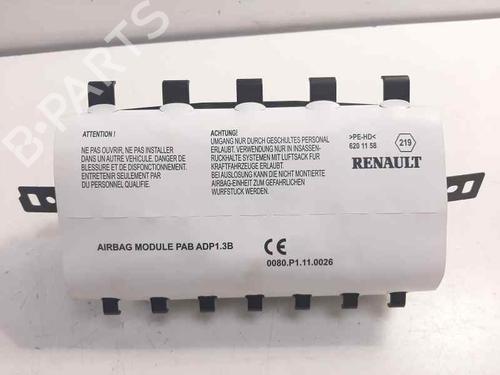 B-PARTS
ATTENTION !
NE PAS OUVRIR, NE PAS INSTALLER
DANS UN AUTRE VEHICULE. DANGER DE
BLESSURE ET DE DISFONCTIONEMENT.
ENTRETENIR SEULEMENT PAR
DU PERSONNEL QUALIFIE.
ACHTUNG!
UMGANG NUR DURCH GESCHULTES PERSONAL
ERLAUBT. VERWENDUNG NUR IN INSASSEN-
RÜCKHALTE SYSTEMEN MIT LUFTSACK FUR
KRAFTFAHRZEUGE ERLAUBT.
BEI AUSLOSUNG KANN DIE NICHT MONTIERTE
AIRBAG-EINHEIT ZUM GEFÄHRLICHEN
WURFSTUCK WERDEN.
>PE-HD<
620 11 58
219
RENAULT
AIRBAG MODULE PAB ADP1.3B
CE
0080.P1.11.0026